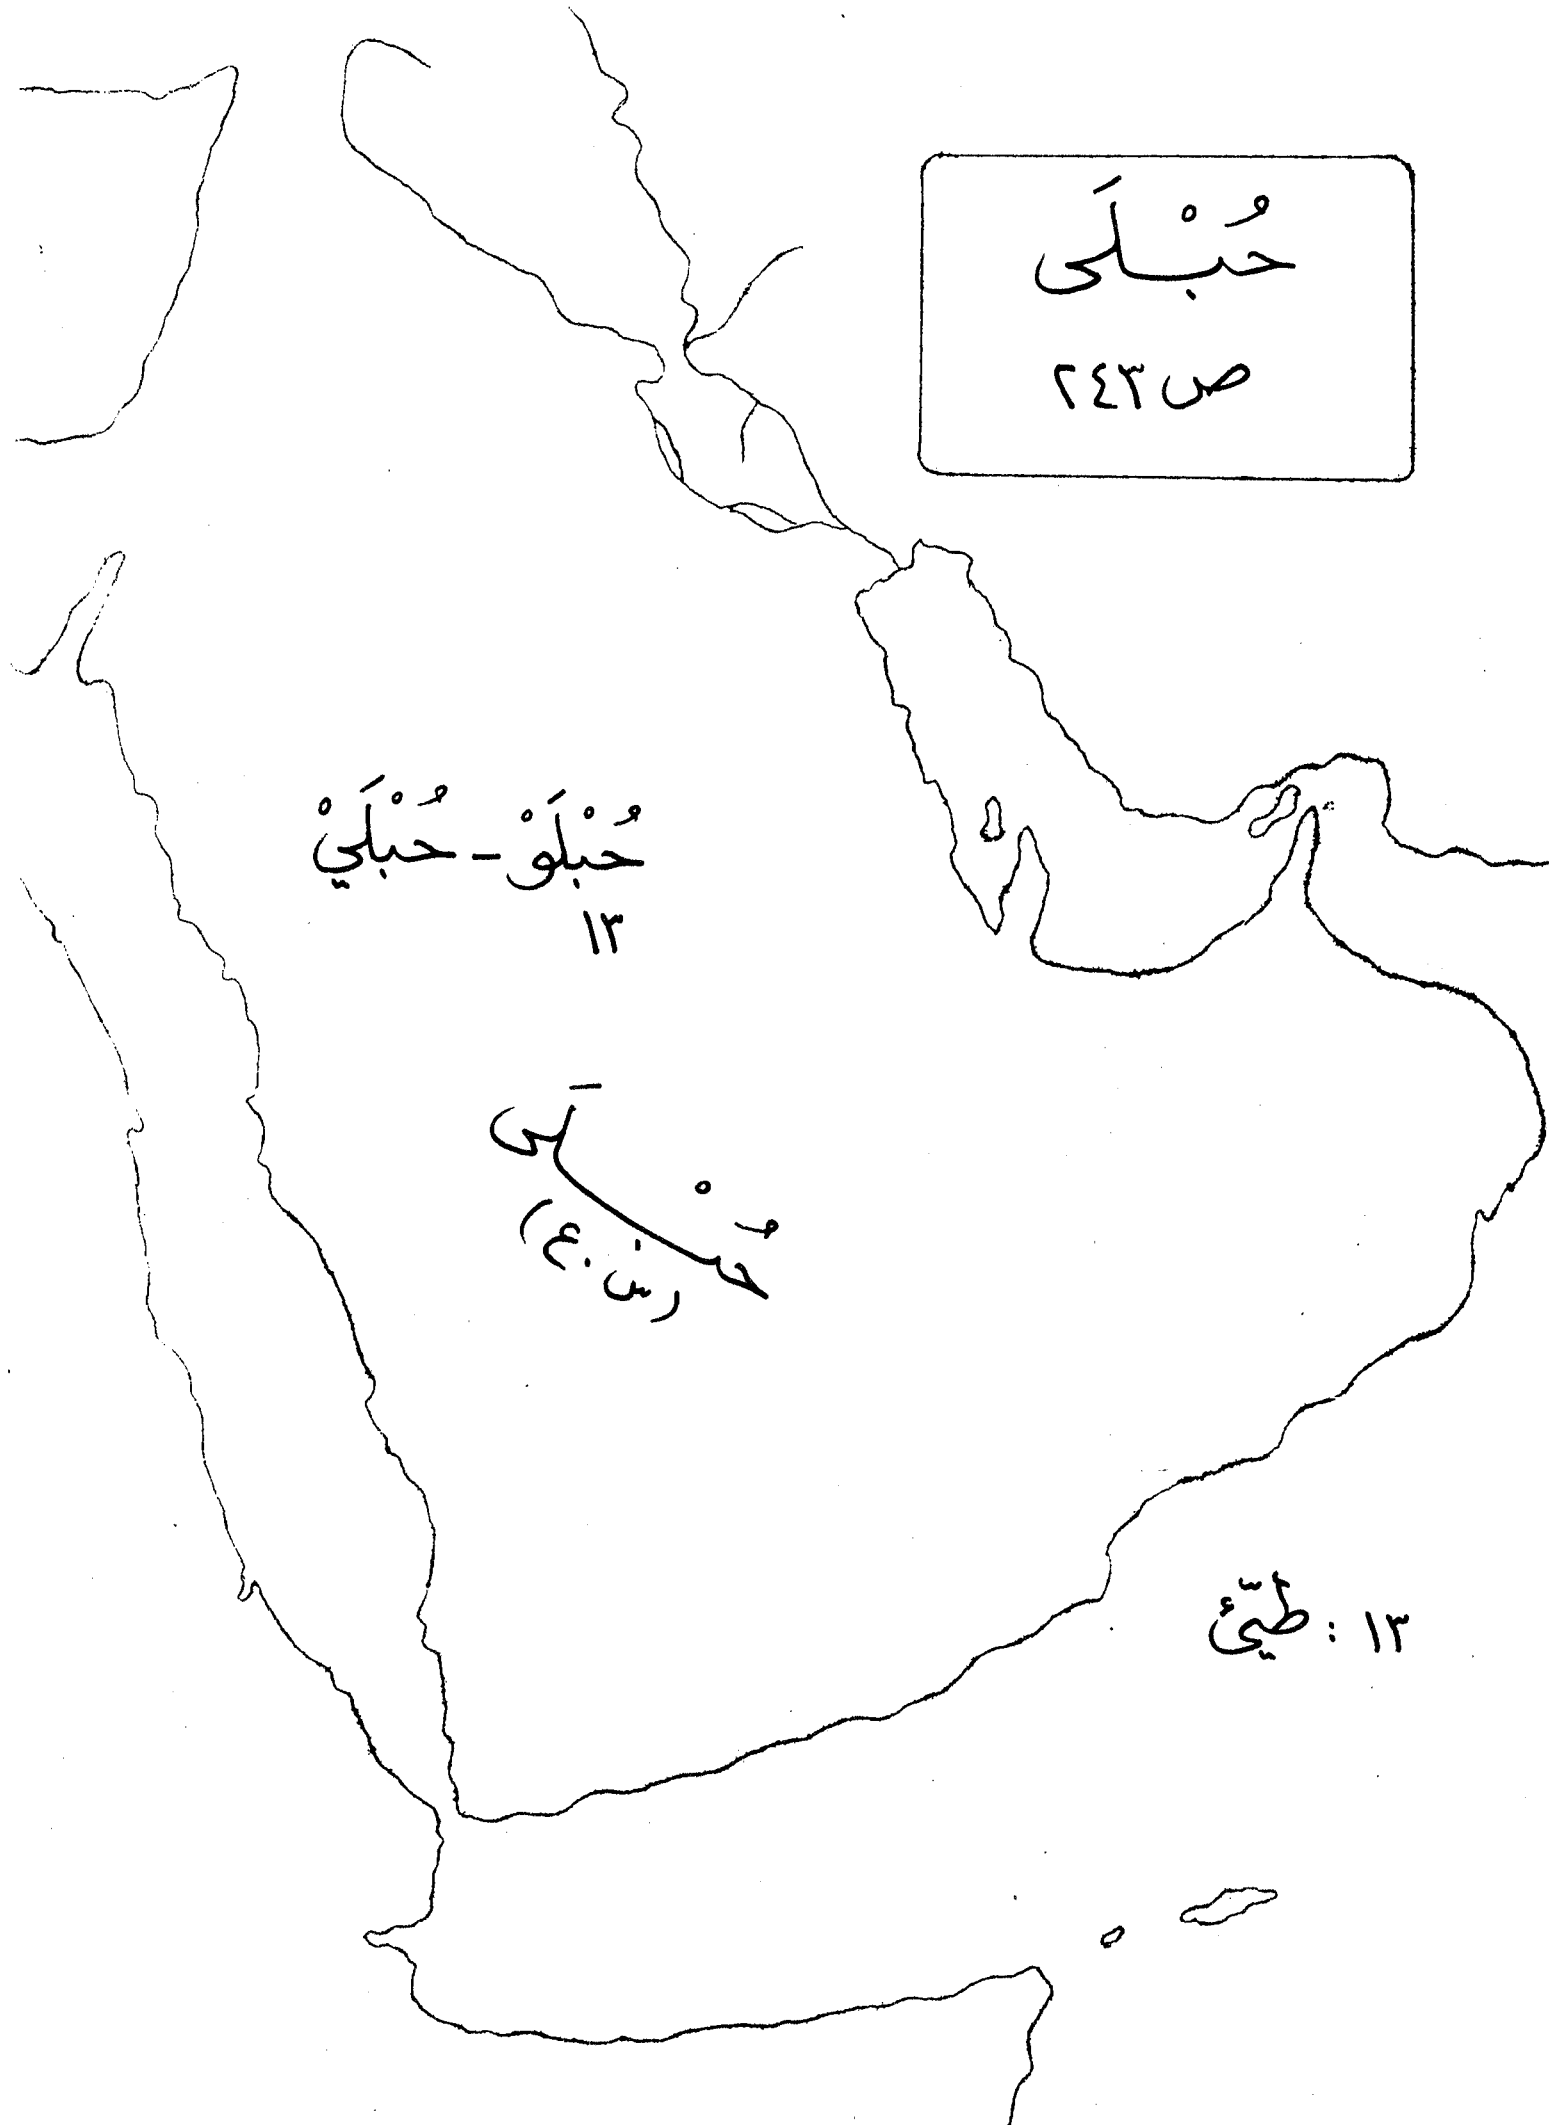 حُبْلَى
ص ٢٤٣
حُبْلَوْ - حُبْلَيْ
١٣
حُبْلَى
(ش. ع)
١٣ : طيّئ